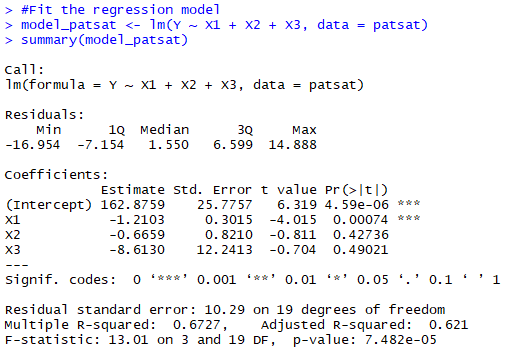 > #Fit the regression model
> model_patsat <- lm(Y ~ X1 + X2 + X3, data = patsat)
> summary(model_patsat)
Call:
lm(formula = Y ~ X1 + X2 + X3, data = patsat)
Residuals:
    Min      1Q  Median      3Q     Max
-16.954  -7.154   1.550   6.599  14.888
Coefficients:
            Estimate Std. Error t value Pr(>|t|)
(Intercept) 162.8759    25.7757   6.319 4.59e-06 ***
X1           -1.2103     0.3015  -4.015  0.00074 ***
X2           -0.6659     0.8210  -0.811  0.42736
X3           -8.6130    12.2413  -0.704  0.49021
---
Signif. codes:  0 ‘***’ 0.001 ‘**’ 0.01 ‘*’ 0.05 ‘.’ 0.1 ‘ ’ 1
Residual standard error: 10.29 on 19 degrees of freedom
Multiple R-squared:  0.6727,    Adjusted R-squared:  0.621
F-statistic: 13.01 on 3 and 19 DF,  p-value: 7.482e-05